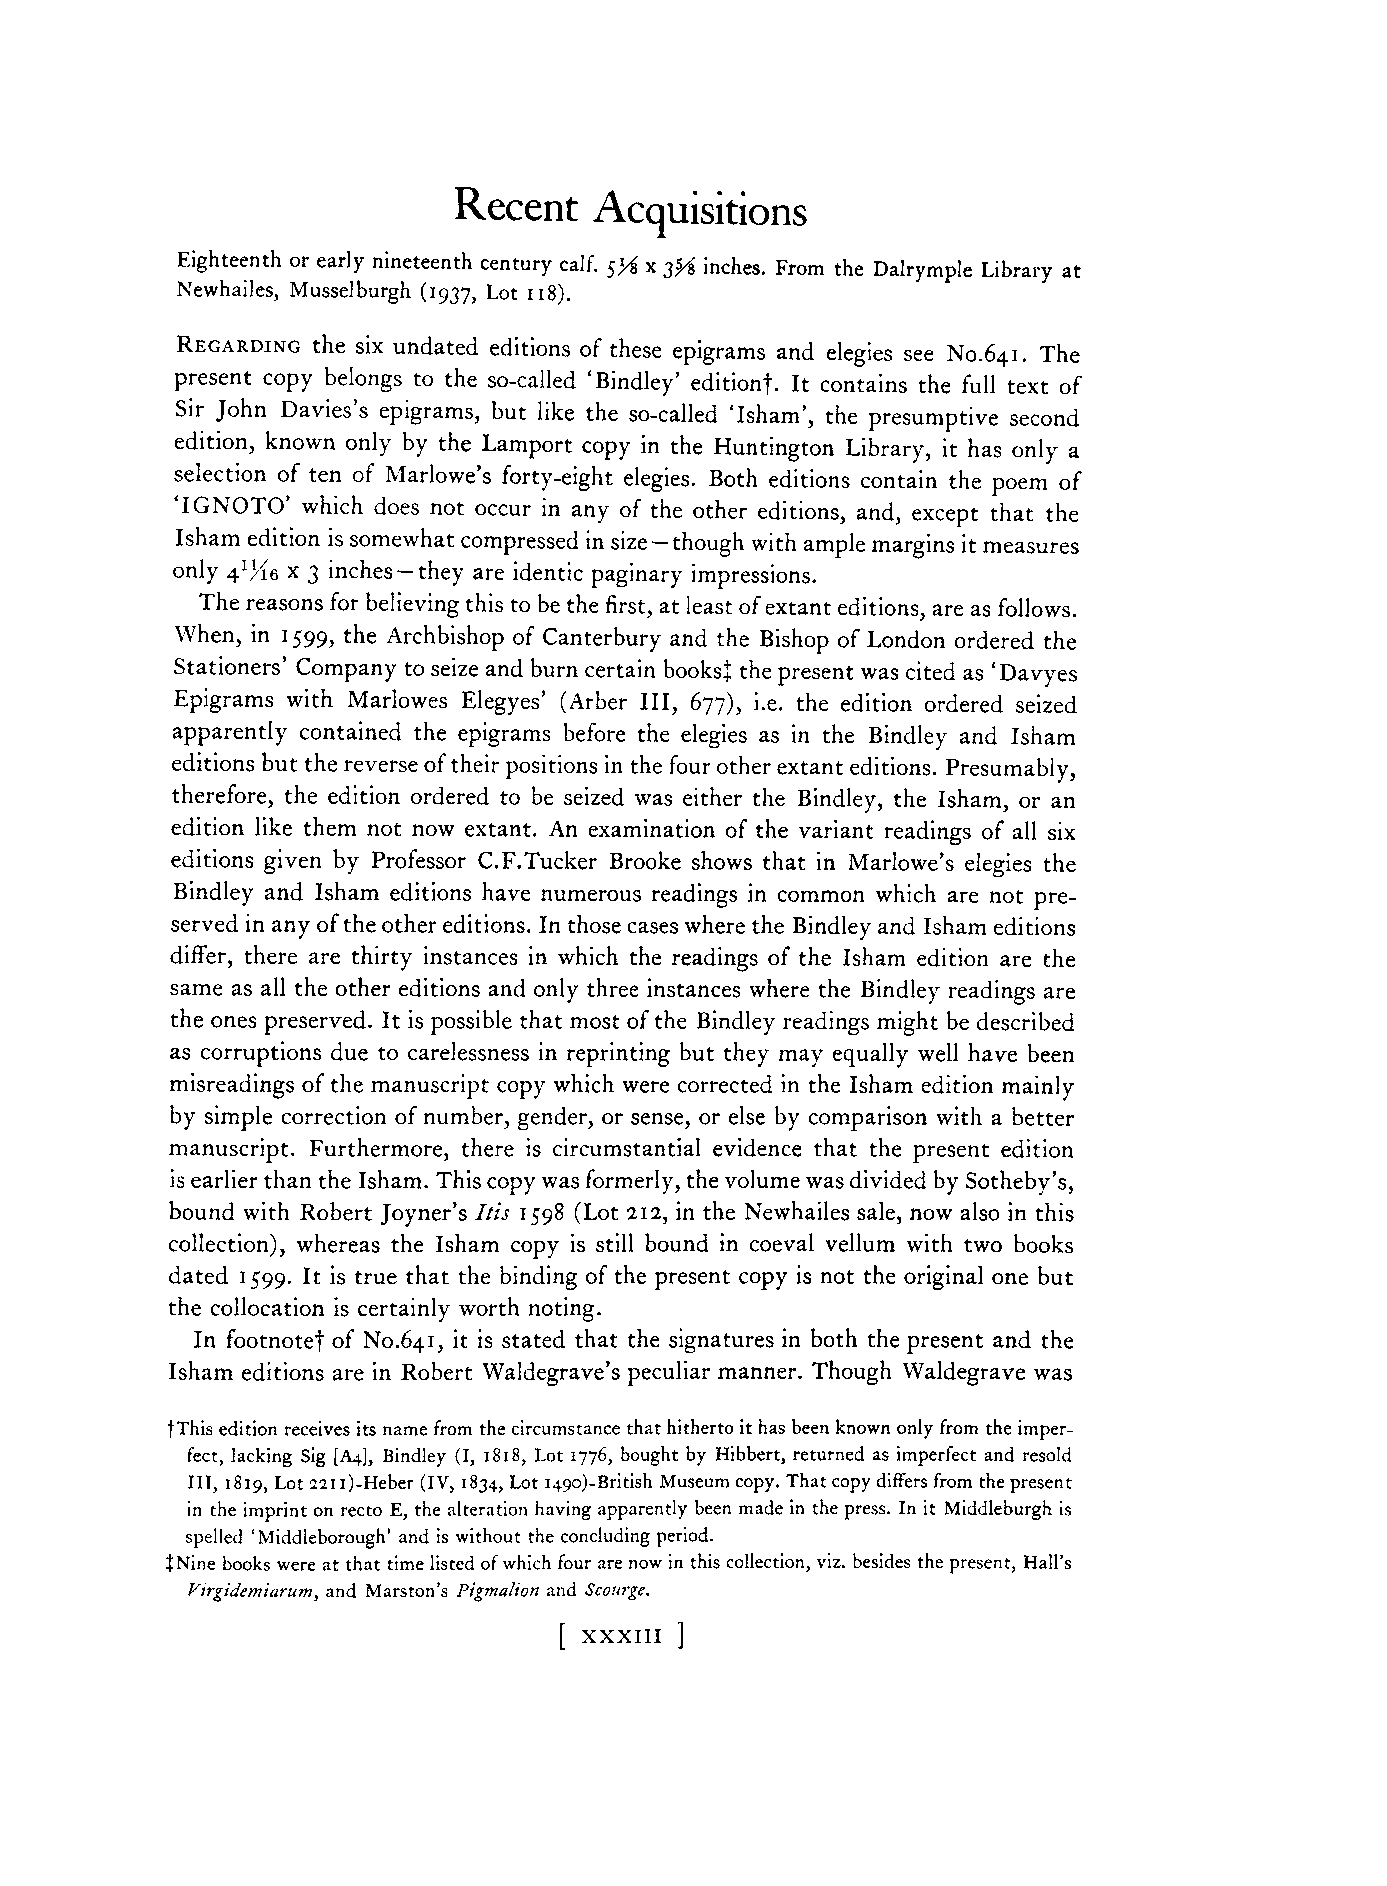 Recent Acquisitions
Eighteenth or early nineteenth century calf. 5⅛ x 3⅝ inches. From the Dalrymple Library at
Newhailes, Musselburgh (1937, Lot 118).
REGARDING the six undated editions of these epigrams and elegies see No.641. The
present copy belongs to the so-called ‘Bindley’ edition†. It contains the full text of
Sir John Davies’s epigrams, but like the so-called ‘Isham’, the presumptive second
edition, known only by the Lamport copy in the Huntington Library, it has only a
selection of ten of Marlowe’s forty-eight elegies. Both editions contain the poem of
‘IGNOTO’ which does not occur in any of the other editions, and, except that the
Isham edition is somewhat compressed in size—though with ample margins it measures
only 4¹¹⁄₁₆ x 3 inches—they are identic paginary impressions.
The reasons for believing this to be the first, at least of extant editions, are as follows.
When, in 1599, the Archbishop of Canterbury and the Bishop of London ordered the
Stationers’ Company to seize and burn certain books‡ the present was cited as ‘Davyes
Epigrams with Marlowes Elegyes’ (Arber III, 677), i.e. the edition ordered seized
apparently contained the epigrams before the elegies as in the Bindley and Isham
editions but the reverse of their positions in the four other extant editions. Presumably,
therefore, the edition ordered to be seized was either the Bindley, the Isham, or an
edition like them not now extant. An examination of the variant readings of all six
editions given by Professor C.F.Tucker Brooke shows that in Marlowe’s elegies the
Bindley and Isham editions have numerous readings in common which are not pre-
served in any of the other editions. In those cases where the Bindley and Isham editions
differ, there are thirty instances in which the readings of the Isham edition are the
same as all the other editions and only three instances where the Bindley readings are
the ones preserved. It is possible that most of the Bindley readings might be described
as corruptions due to carelessness in reprinting but they may equally well have been
misreadings of the manuscript copy which were corrected in the Isham edition mainly
by simple correction of number, gender, or sense, or else by comparison with a better
manuscript. Furthermore, there is circumstantial evidence that the present edition
is earlier than the Isham. This copy was formerly, the volume was divided by Sotheby’s,
bound with Robert Joyner’s Itis 1598 (Lot 212, in the Newhailes sale, now also in this
collection), whereas the Isham copy is still bound in coeval vellum with two books
dated 1599. It is true that the binding of the present copy is not the original one but
the collocation is certainly worth noting.
In footnote† of No.641, it is stated that the signatures in both the present and the
Isham editions are in Robert Waldegrave’s peculiar manner. Though Waldegrave was
†This edition receives its name from the circumstance that hitherto it has been known only from the imper-
fect, lacking Sig [A4], Bindley (I, 1818, Lot 1776, bought by Hibbert, returned as imperfect and resold
III, 1819, Lot 2211)-Heber (IV, 1834, Lot 1490)-British Museum copy. That copy differs from the present
in the imprint on recto E, the alteration having apparently been made in the press. In it Middleburgh is
spelled ‘Middleborough’ and is without the concluding period.
‡Nine books were at that time listed of which four are now in this collection, viz. besides the present, Hall’s
Virgidemiarum, and Marston’s Pigmalion and Scourge.
[ XXXIII ]